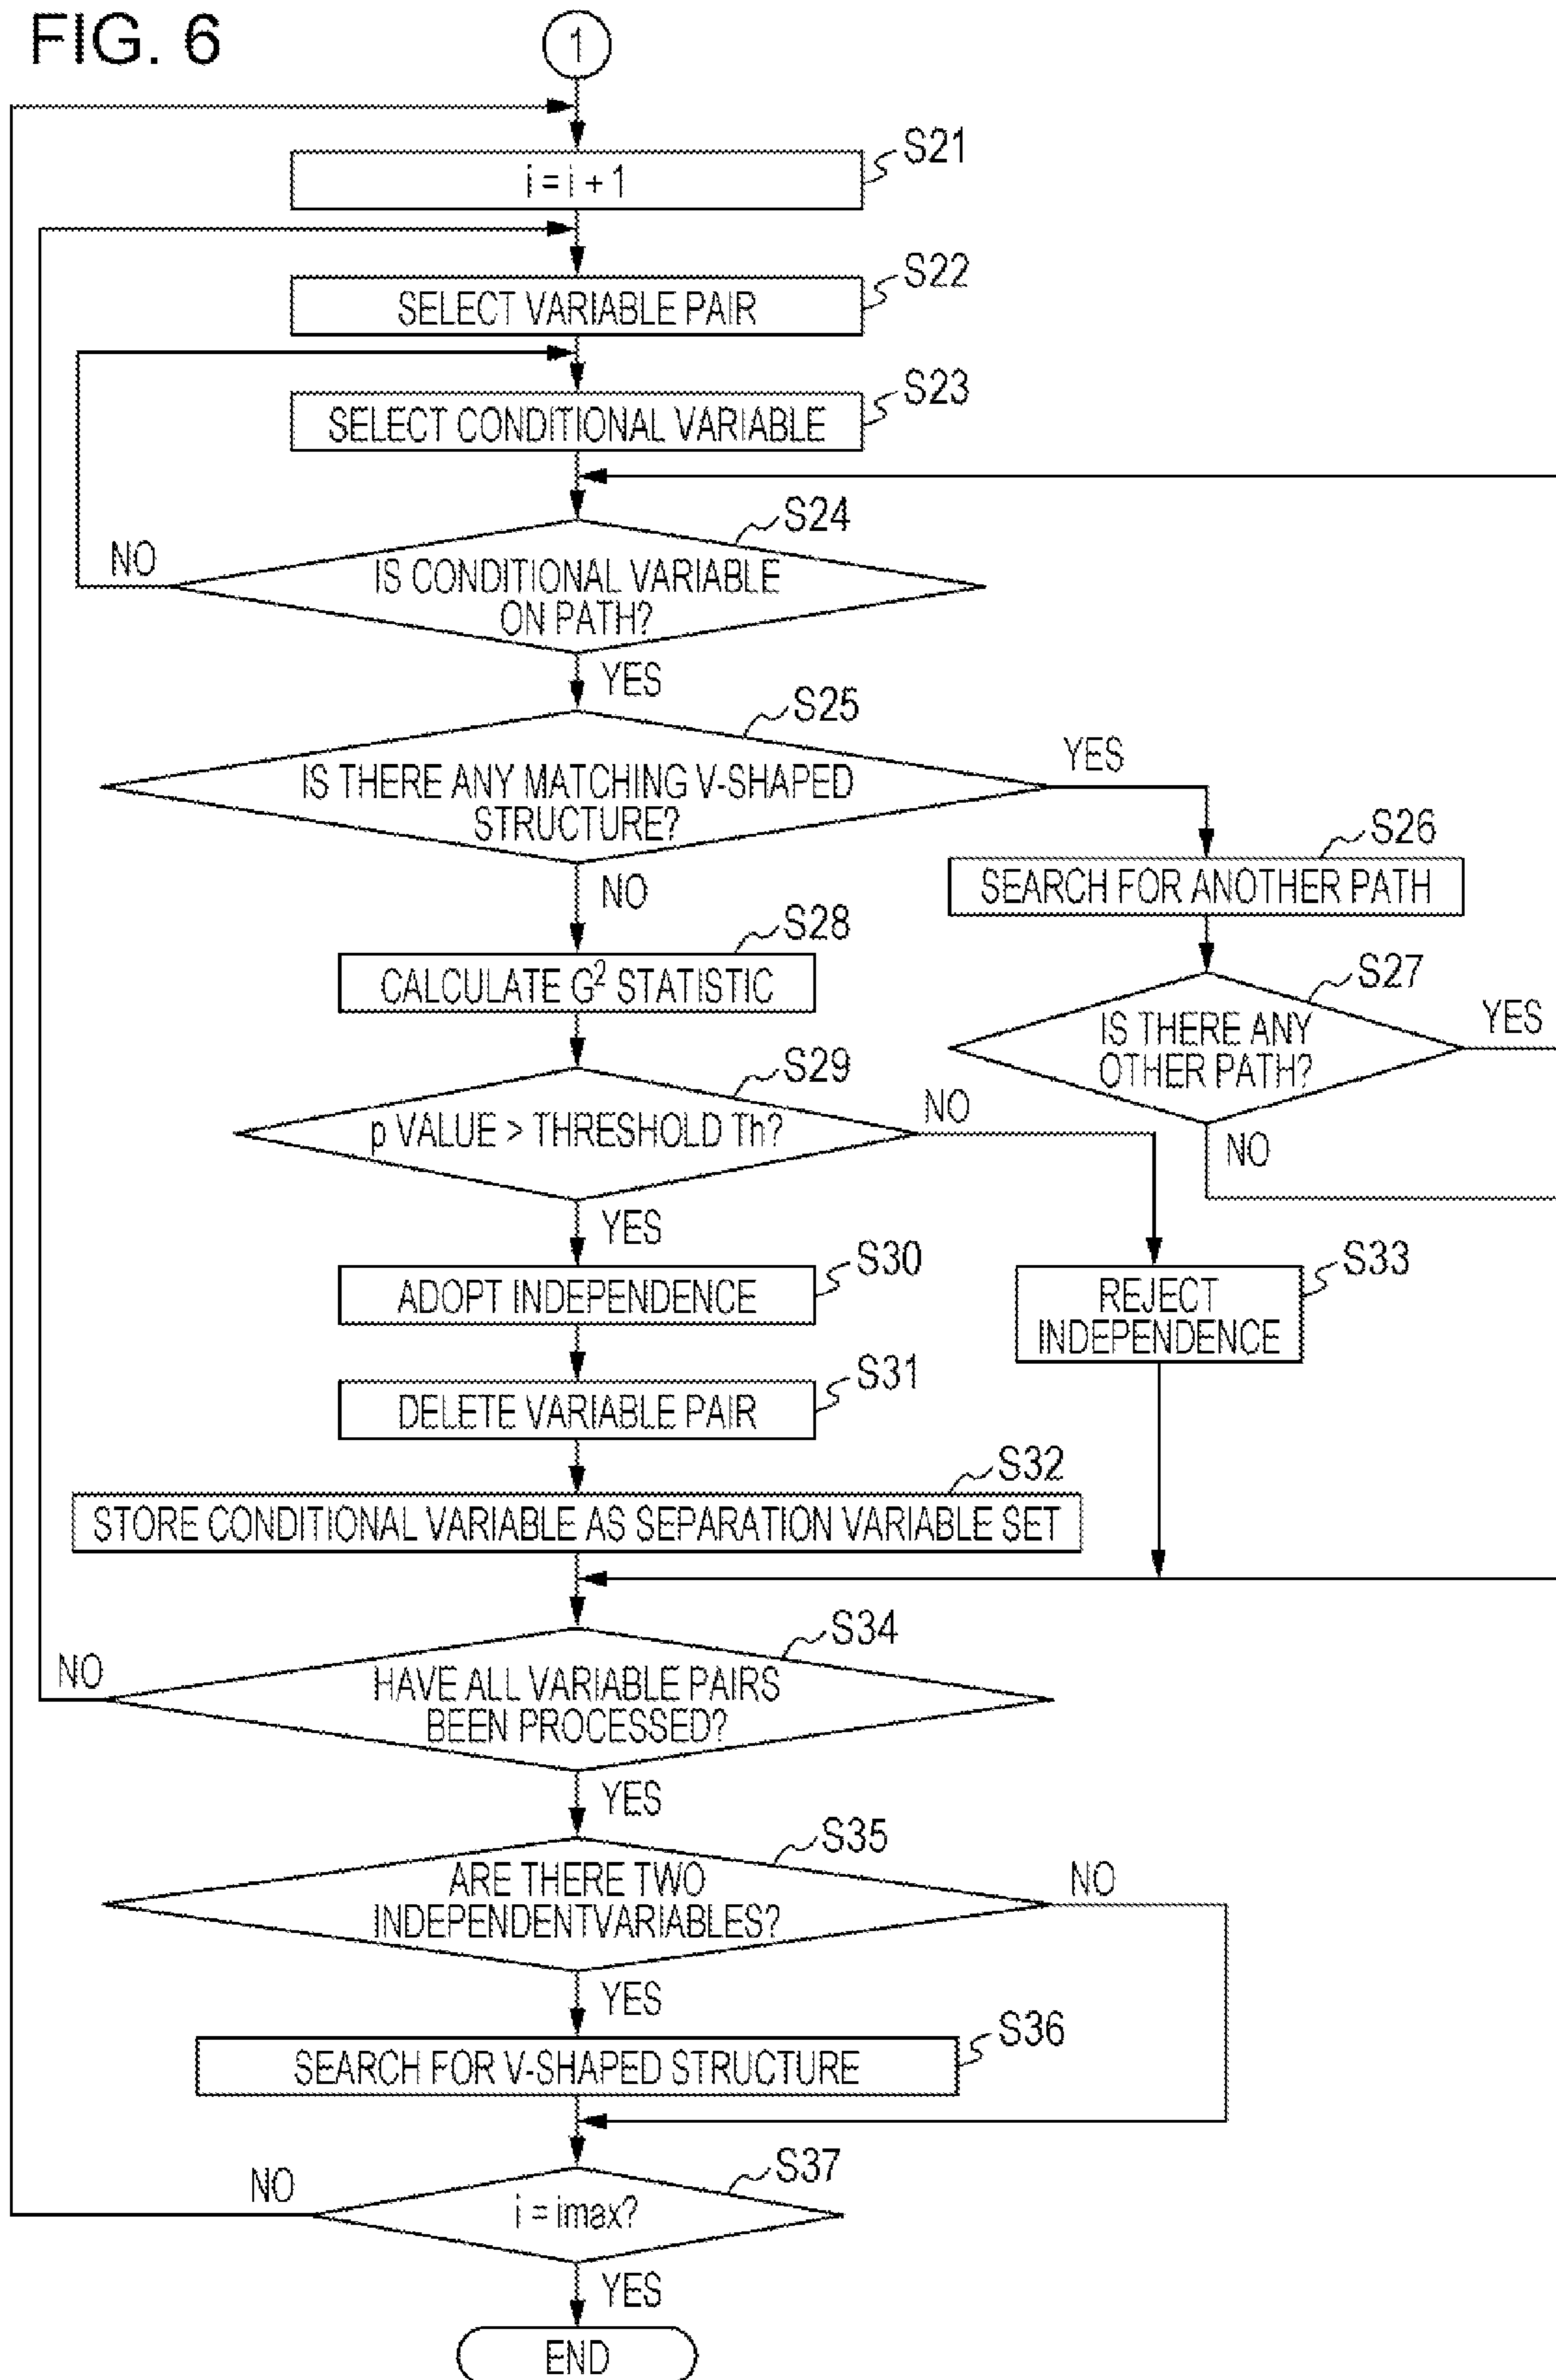 FIG. 6
1
S21
i = i + 1
S22
SELECT VARIABLE PAIR
S23
SELECT CONDITIONAL VARIABLE
S24
NO
IS CONDITIONAL VARIABLE
ON PATH?
YES
S25
YES
IS THERE ANY MATCHING V-SHAPED
STRUCTURE?
S26
NO
SEARCH FOR ANOTHER PATH
S28
CALCULATE G² STATISTIC
S27
YES
IS THERE ANY
OTHER PATH?
S29
NO
p VALUE > THRESHOLD Th?
NO
YES
S30
S33
ADOPT INDEPENDENCE
REJECT
INDEPENDENCE
S31
DELETE VARIABLE PAIR
S32
STORE CONDITIONAL VARIABLE AS SEPARATION VARIABLE SET
S34
NO
HAVE ALL VARIABLE PAIRS
BEEN PROCESSED?
YES
S35
ARE THERE TWO
INDEPENDENTVARIABLES?
NO
YES
S36
SEARCH FOR V-SHAPED STRUCTURE
S37
NO
i = imax?
YES
END